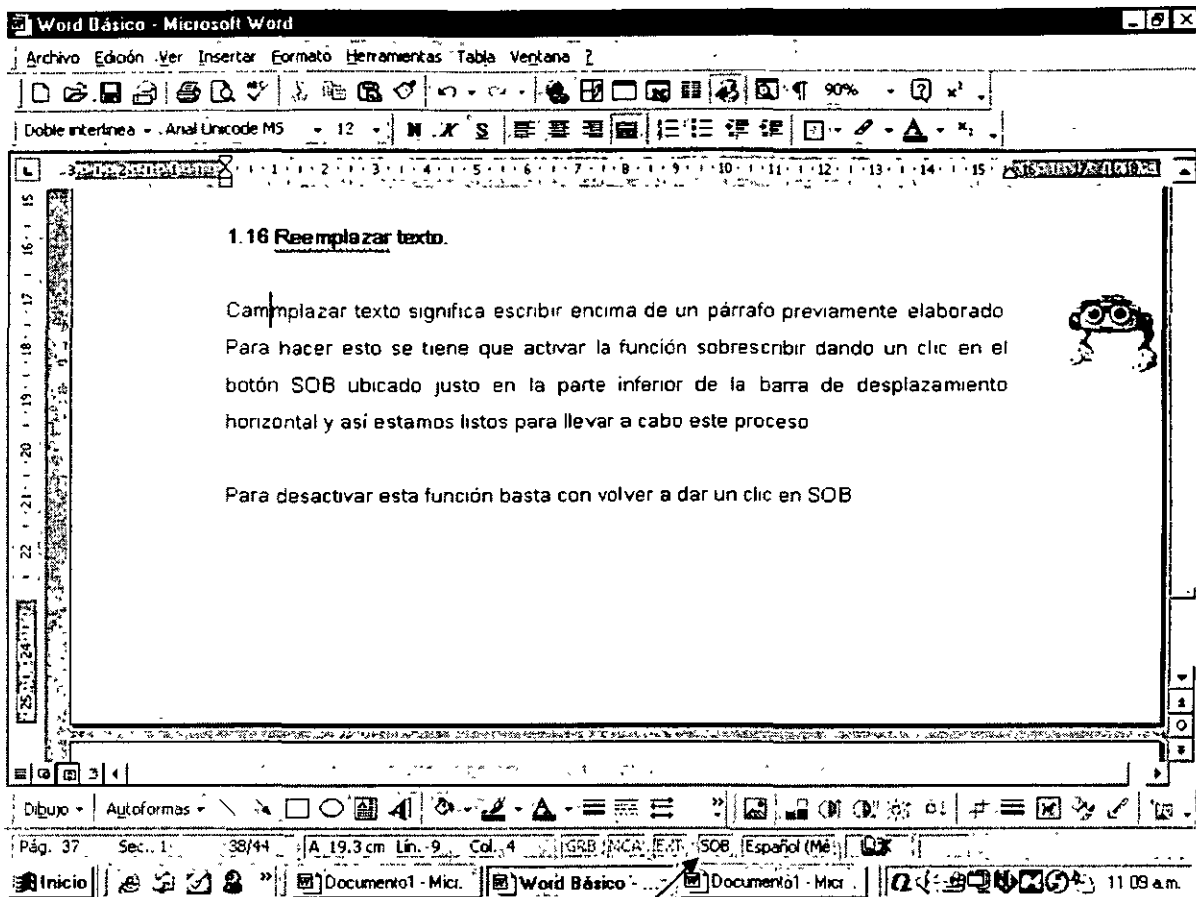 Word Básico - Microsoft Word
Archivo Edición Ver Insertar Formato Herramientas Tabla Ventana ?
90%
Doble interlinea Arial Unicode MS 12 N K S
1.16 Reemplazar texto.
Cammplazar texto significa escribir encima de un párrafo previamente elaborado
Para hacer esto se tiene que activar la función sobrescribir dando un clic en el
botón SOB ubicado justo en la parte inferior de la barra de desplazamiento
horizontal y así estamos listos para llevar a cabo este proceso
Para desactivar esta función basta con volver a dar un clic en SOB
Dibujo Autoformas
Pág. 37 Sec. 1 38/44 A 19.3 cm Lín. 9 Col. 4 GRB MCA EXT SOB Español (Mé
Inicio Documento1 - Micr. Word Básico - ... Documento1 - Micr. 11 09 a.m.